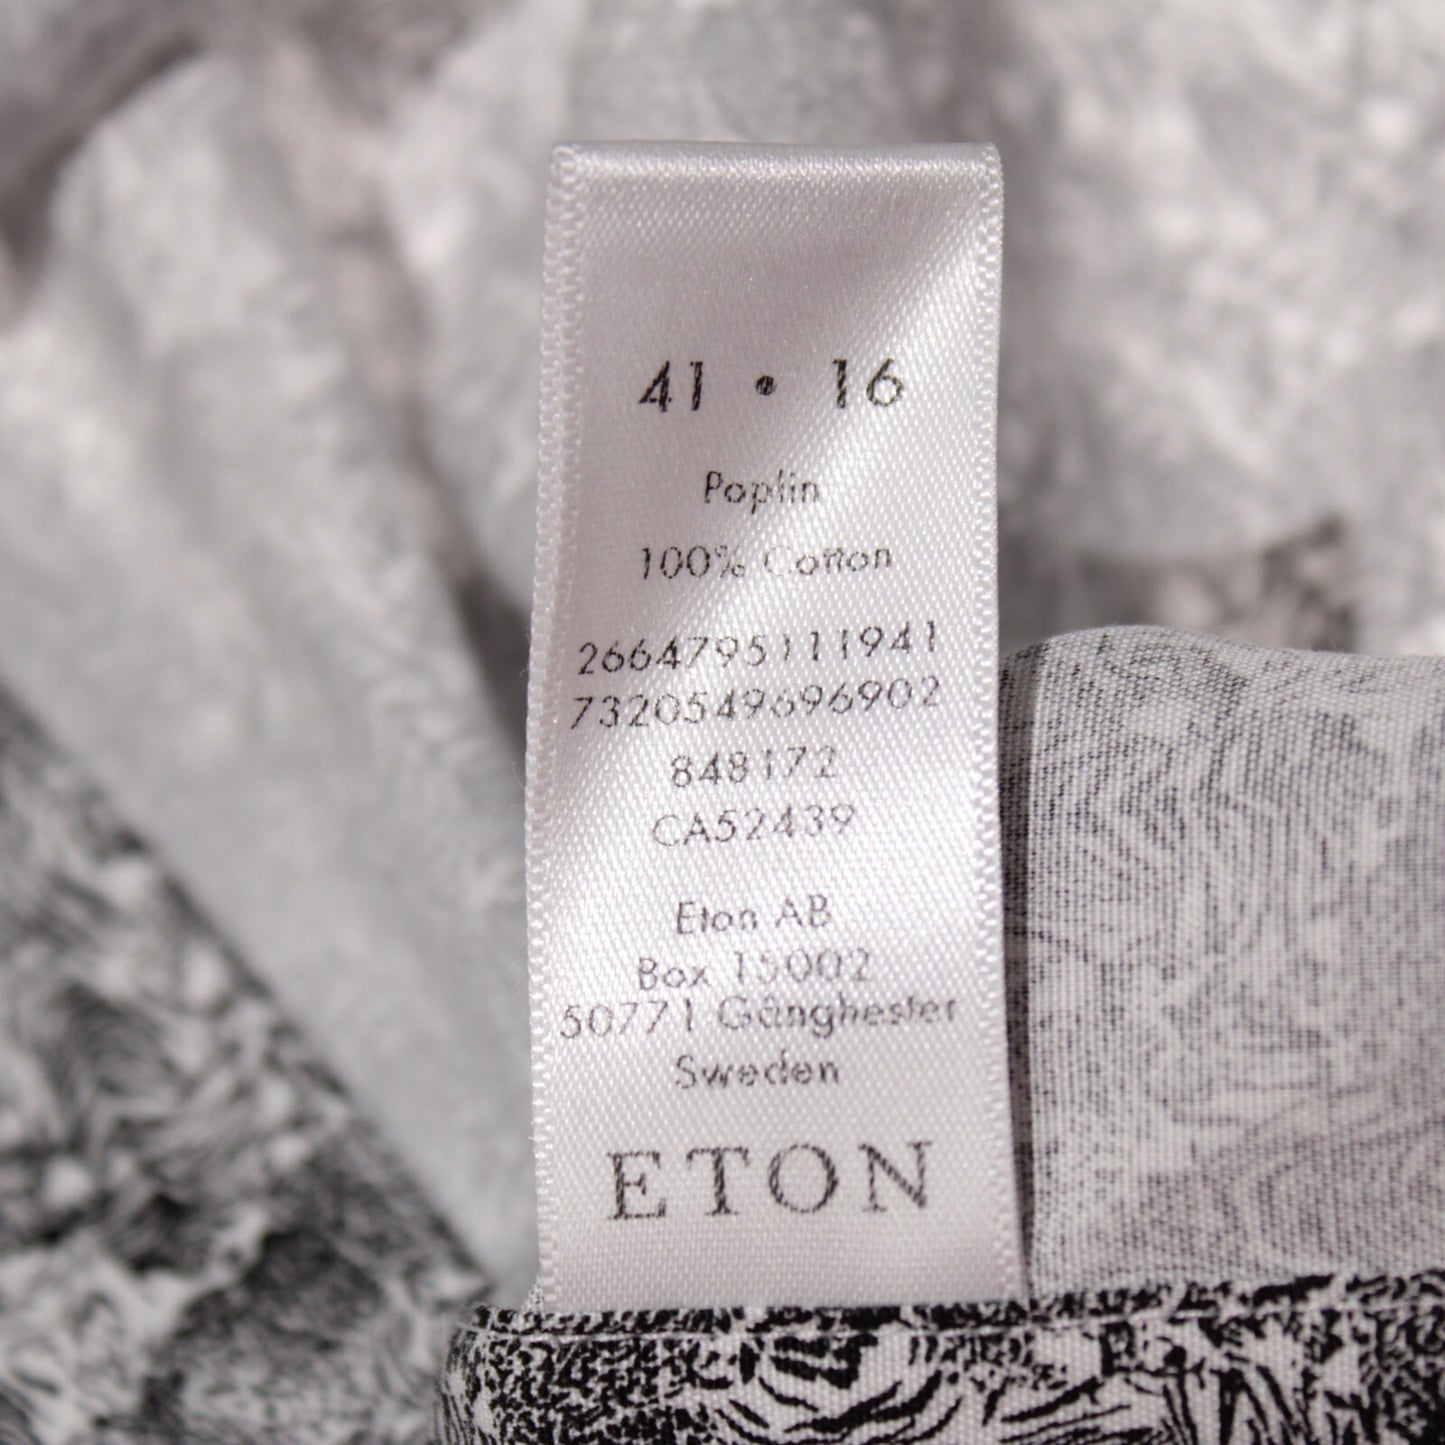 41 • 16
Poplin
100% Cotton
2664795111941
7320549696902
848172
CA52439
Eton AB
Box 15002
50771 Gånghester
Sweden
ETON